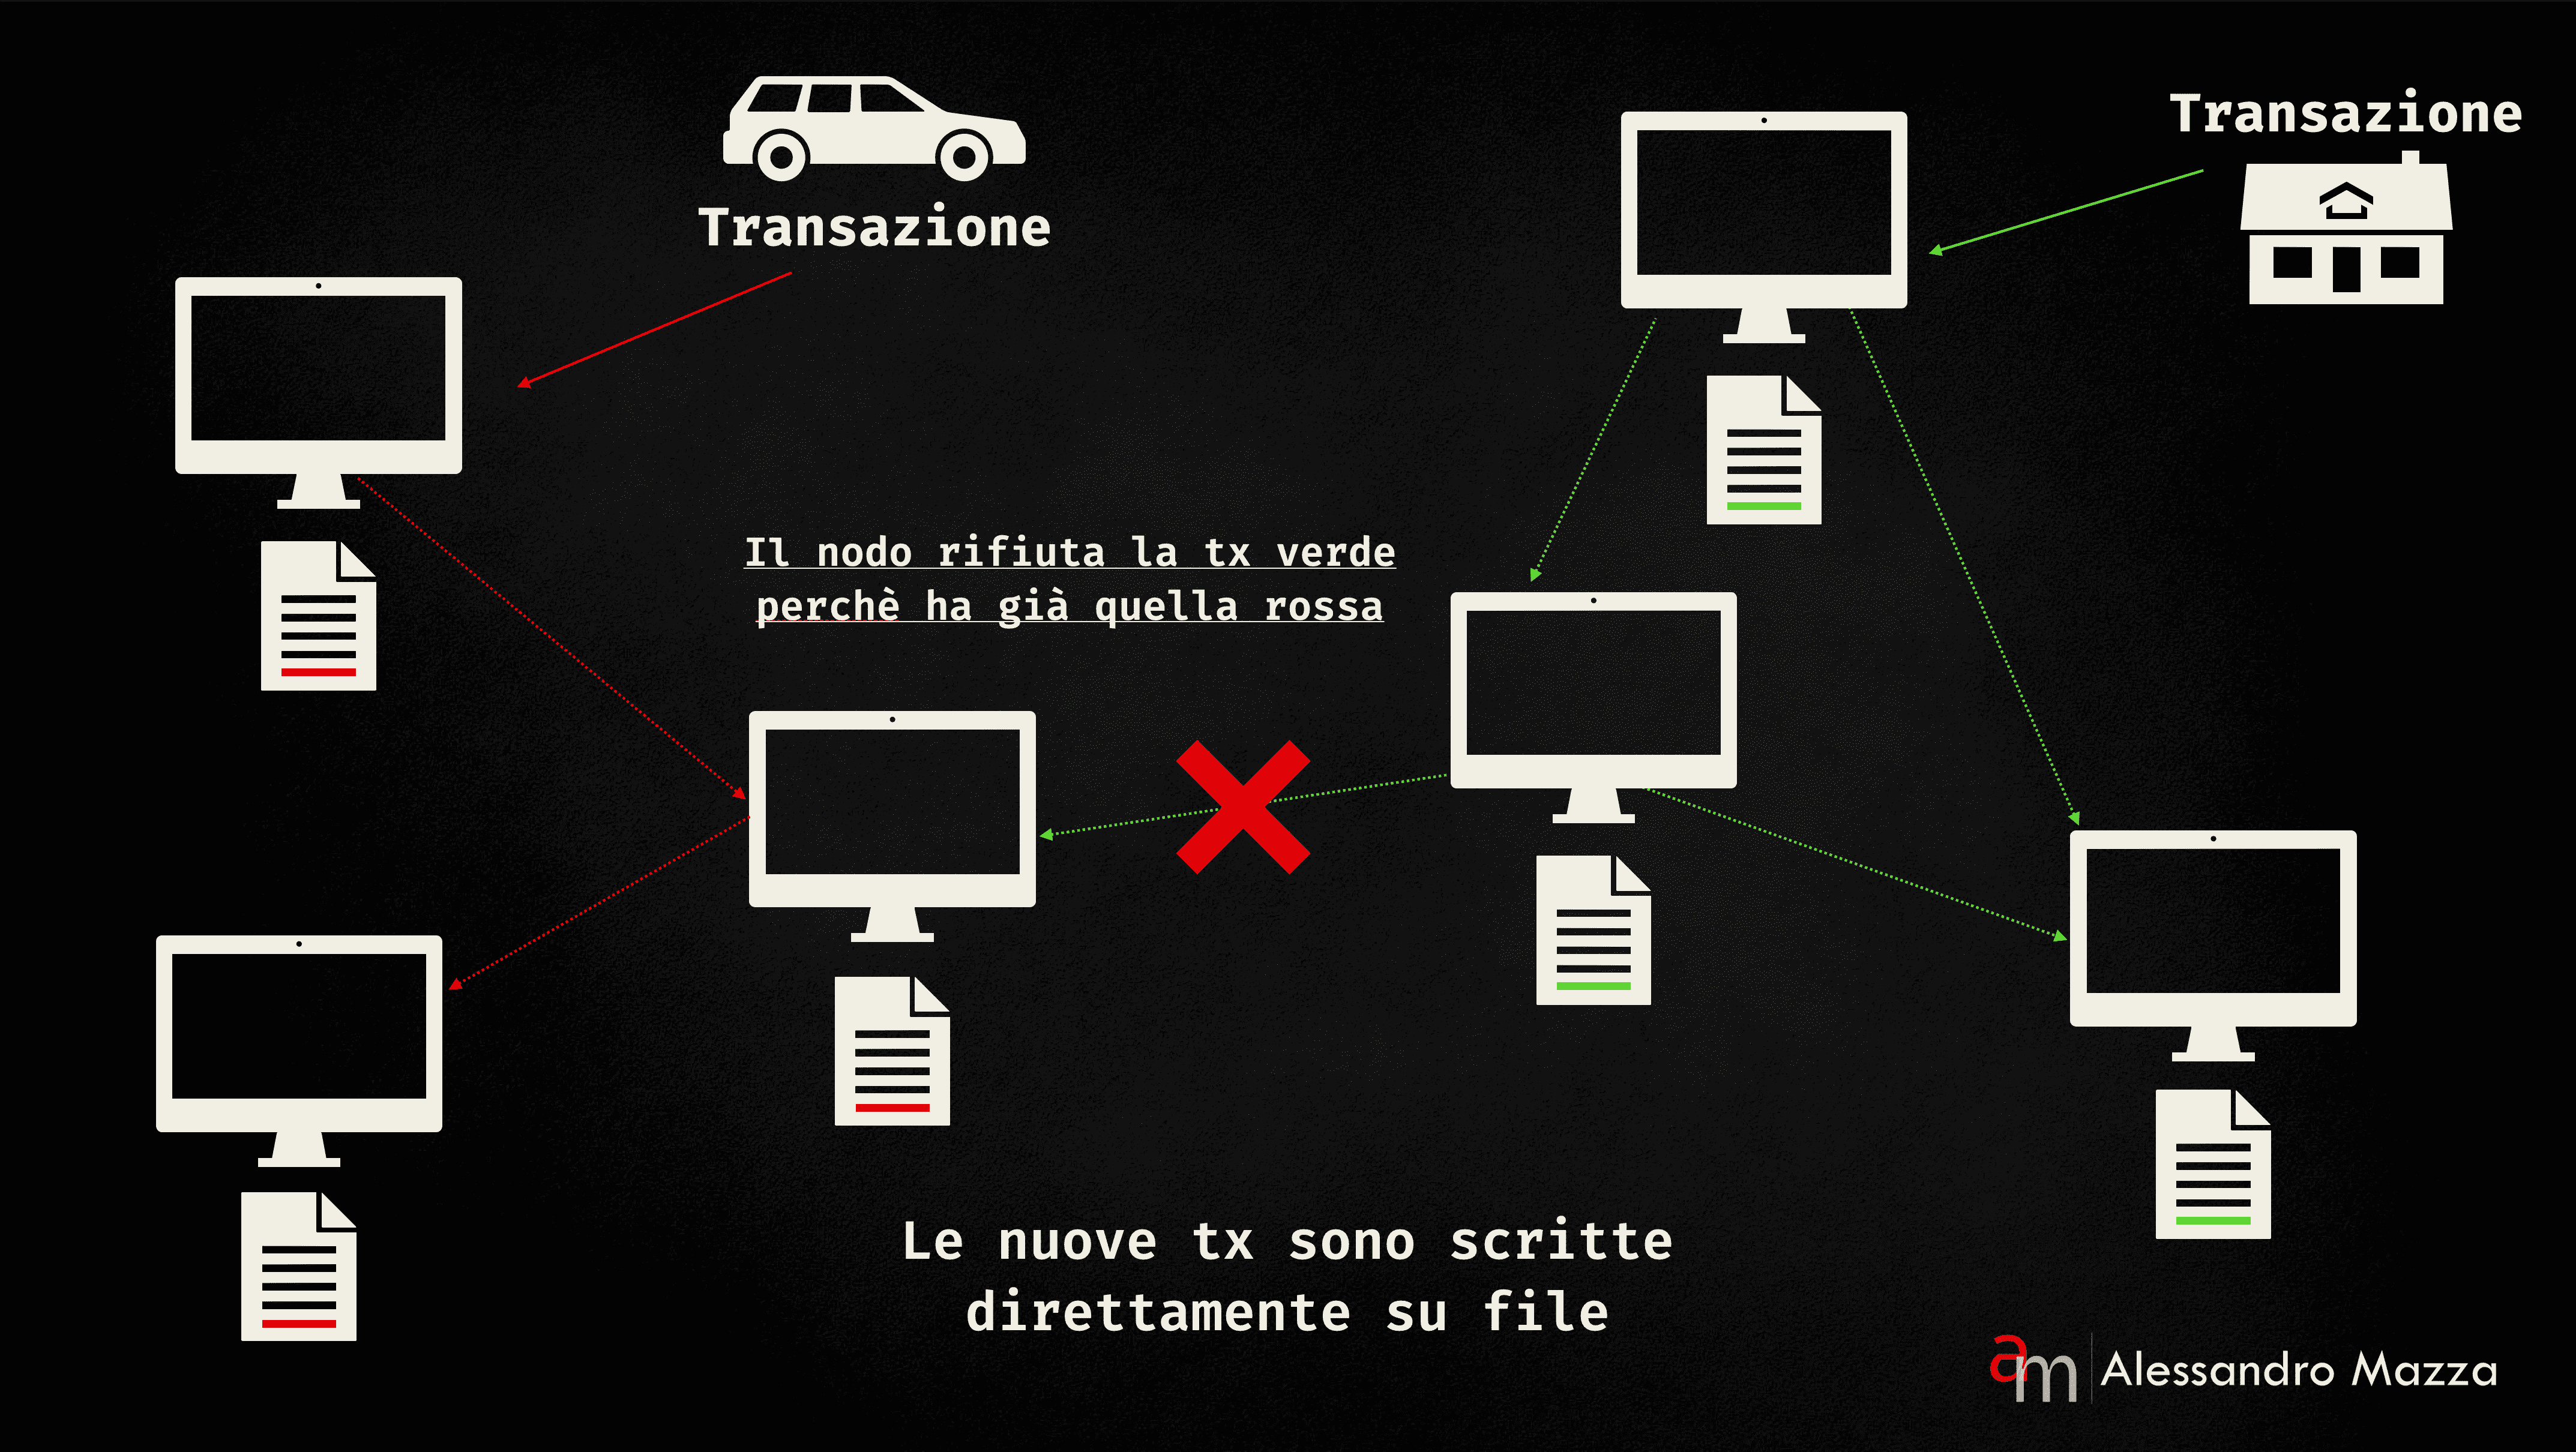 Transazione
Transazione
Il nodo rifiuta la tx verde
perchè ha già quella rossa
Le nuove tx sono scritte
direttamente su file
am
Alessandro Mazza